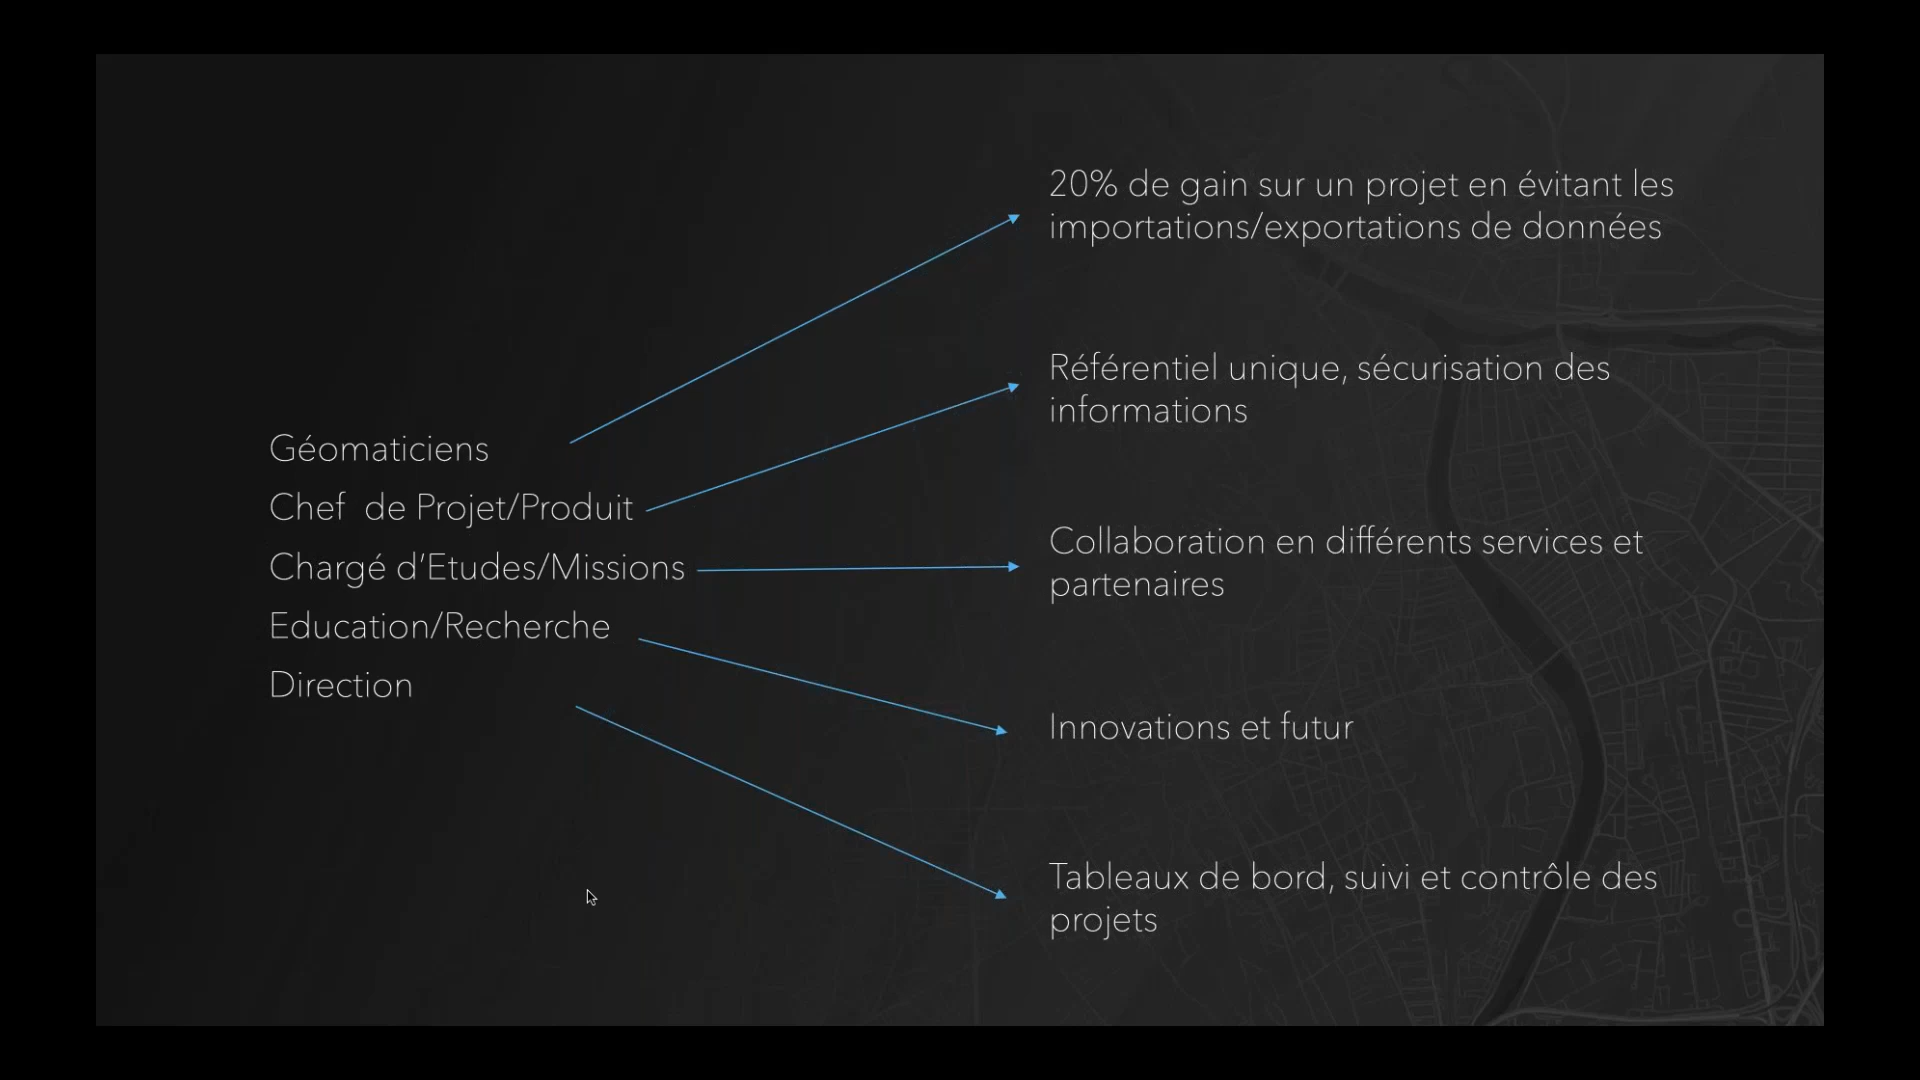 Géomaticiens
Chef  de Projet/Produit
Chargé d’Etudes/Missions
Education/Recherche
Direction
20% de gain sur un projet en évitant les
importations/exportations de données
Référentiel unique, sécurisation des
informations
Collaboration en différents services et
partenaires
Innovations et futur
Tableaux de bord, suivi et contrôle des
projets